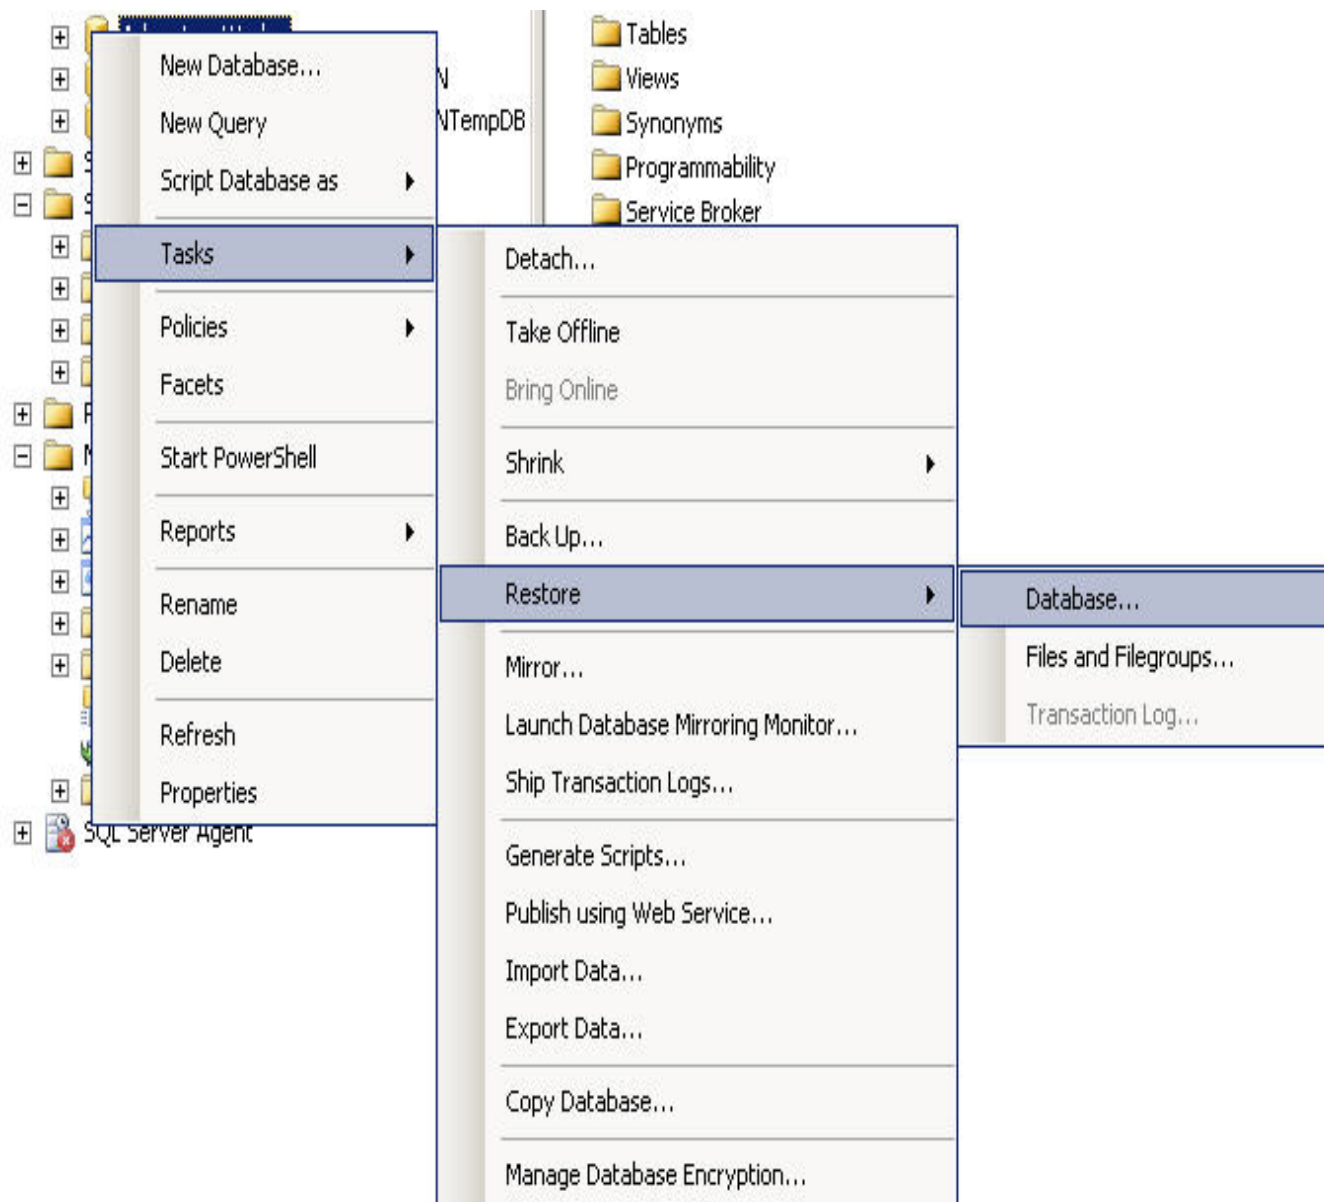 New Database...
New Query
Script Database as
Tasks
Policies
Facets
Start PowerShell
Reports
Rename
Delete
Refresh
Properties
N
NTempDB
SQL Server Agent
Tables
Views
Synonyms
Programmability
Service Broker
Detach...
Take Offline
Bring Online
Shrink
Back Up...
Restore
Mirror...
Launch Database Mirroring Monitor...
Ship Transaction Logs...
Generate Scripts...
Publish using Web Service...
Import Data...
Export Data...
Copy Database...
Manage Database Encryption...
Database...
Files and Filegroups...
Transaction Log...